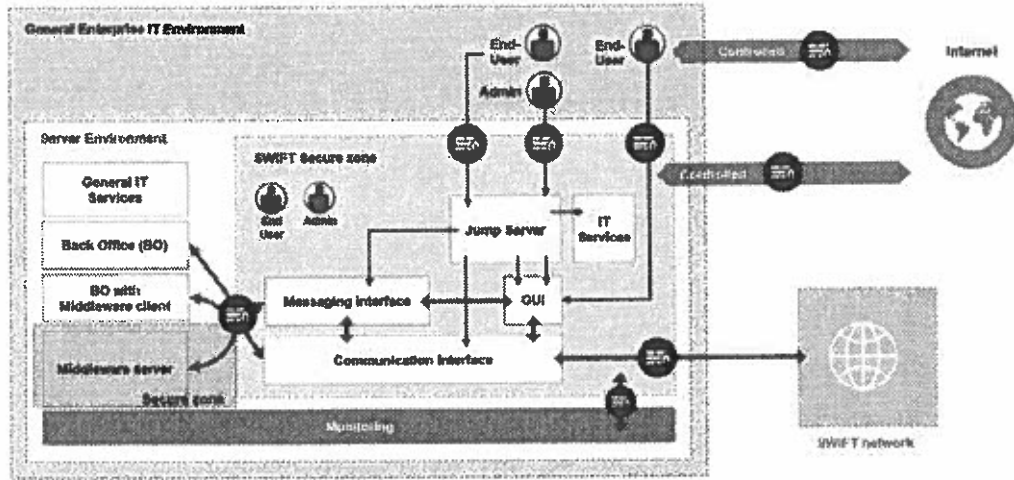 General Enterprise IT Environment
End-
User
End-
User
Controlled
Internet
Admin
Server Environment
SWIFT Secure zone
Controlled
General IT
Services
End
User
Admin
Jump Server
IT
Services
Back Office (BO)
BO with
Middleware client
Messaging Interface
GUI
Middleware server
Communication Interface
Secure zone
Monitoring
SWIFT network